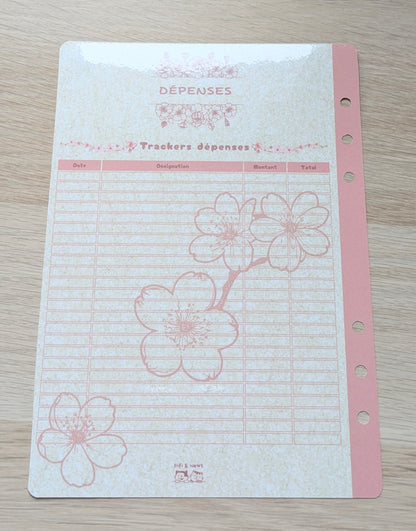 DÉPENSES
Trackers dépenses
Date Désignation Montant Total